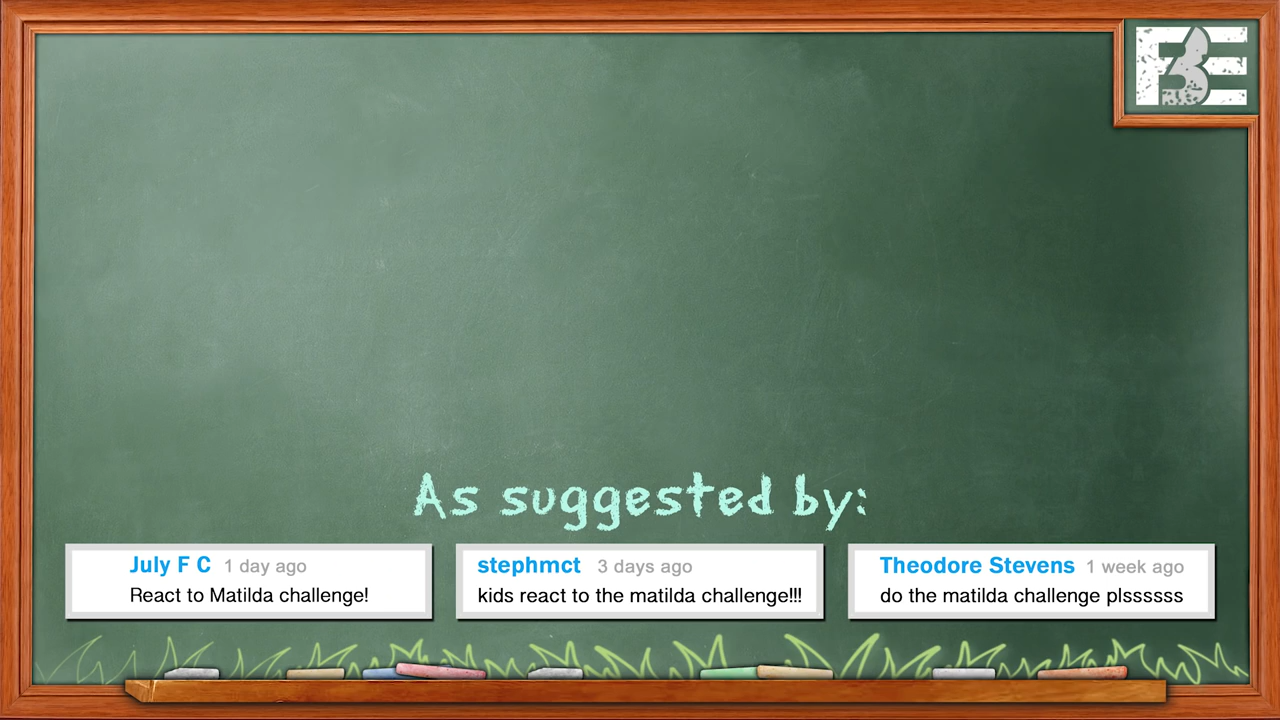 FBE
As suggested by:
July F C 1 day ago
React to Matilda challenge!
stephmct 3 days ago
kids react to the matilda challenge!!!
Theodore Stevens 1 week ago
do the matilda challenge plssssss